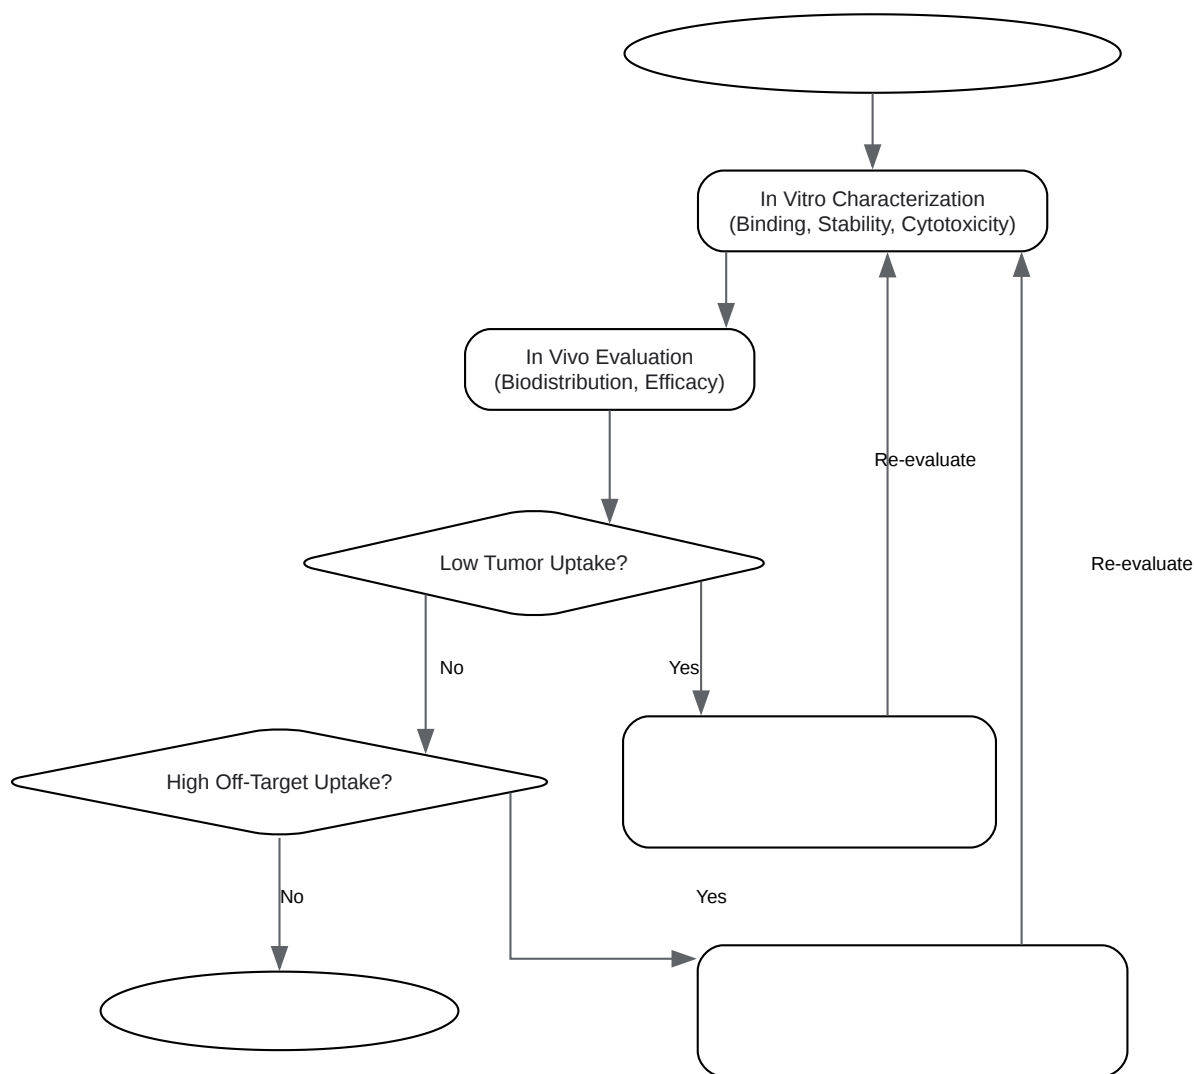 In Vitro Characterization
(Binding, Stability, Cytotoxicity)
In Vivo Evaluation
(Biodistribution, Efficacy)
Re-evaluate
Low Tumor Uptake?
Re-evaluate
No
Yes
High Off-Target Uptake?
No
Yes